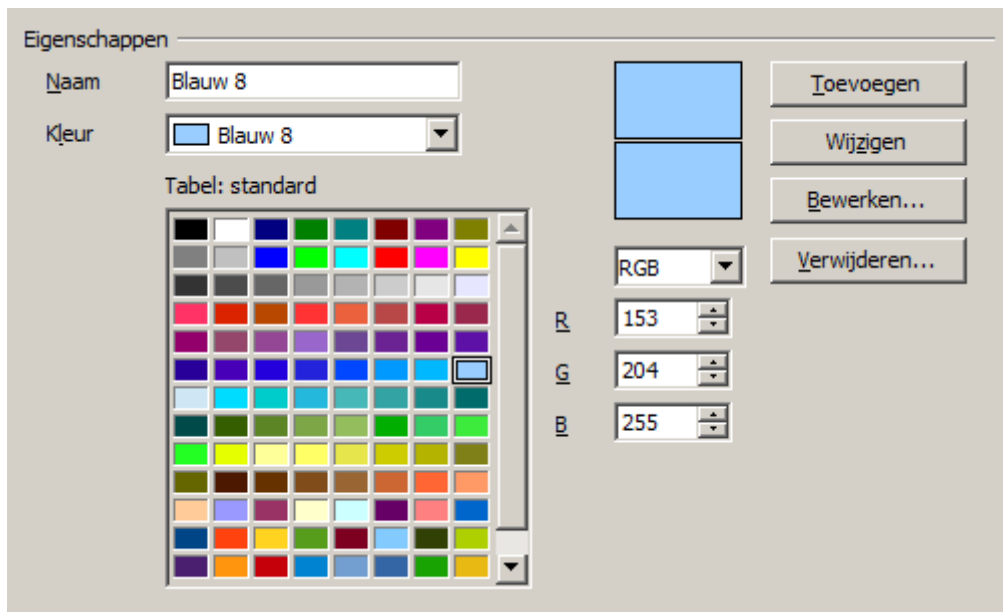 Eigenschappen
Naam
Blauw 8
Toevoegen
Kleur
Blauw 8
Wijzigen
Tabel: standard
Bewerken...
RGB
Verwijderen...
R
153
G
204
B
255